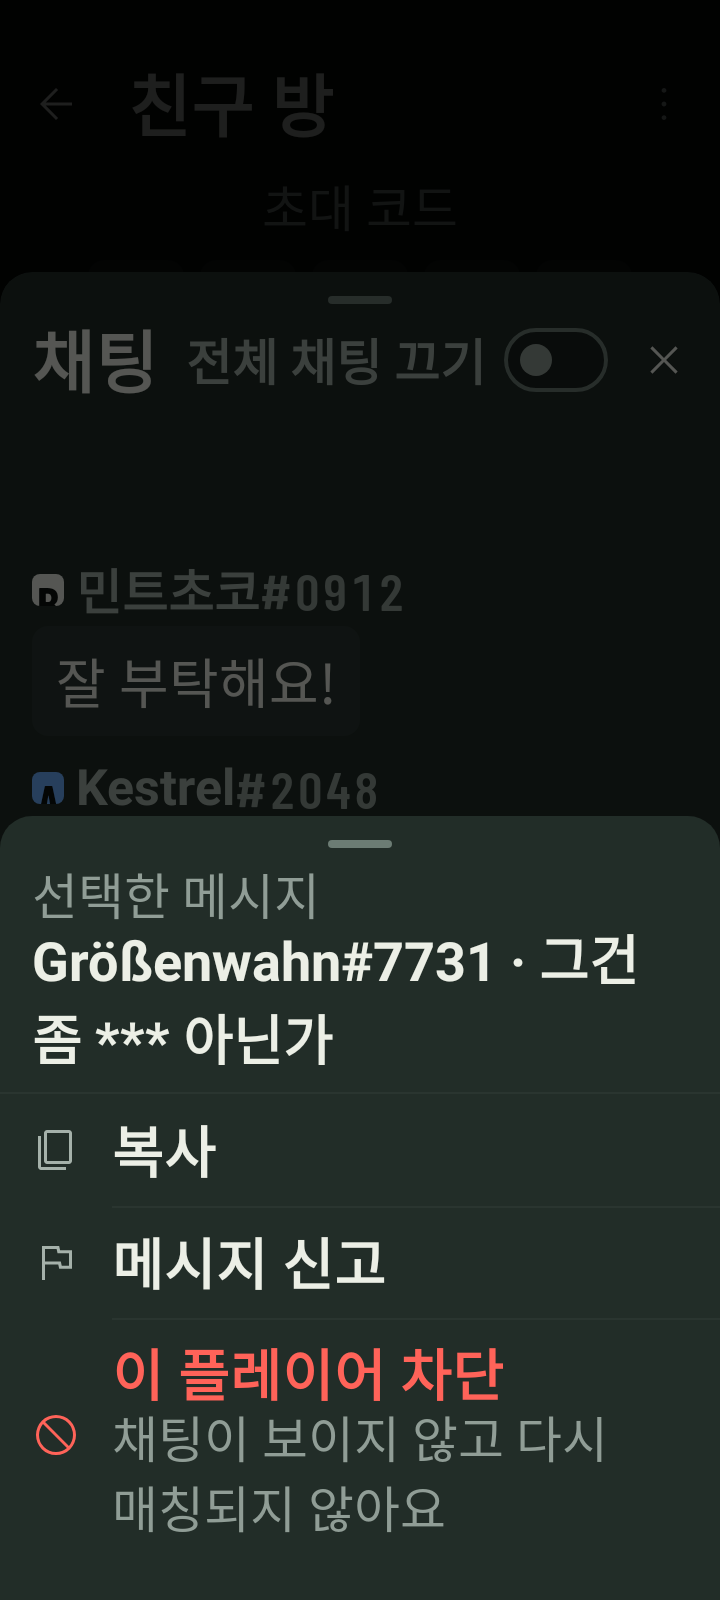 친구 방
초대 코드
채팅 전체 채팅 끄기
민트초코#0912
잘 부탁해요!
Kestrel#2048
선택한 메시지
Größenwahn#7731 · 그건
좀 *** 아닌가
복사
메시지 신고
이 플레이어 차단
채팅이 보이지 않고 다시
매칭되지 않아요